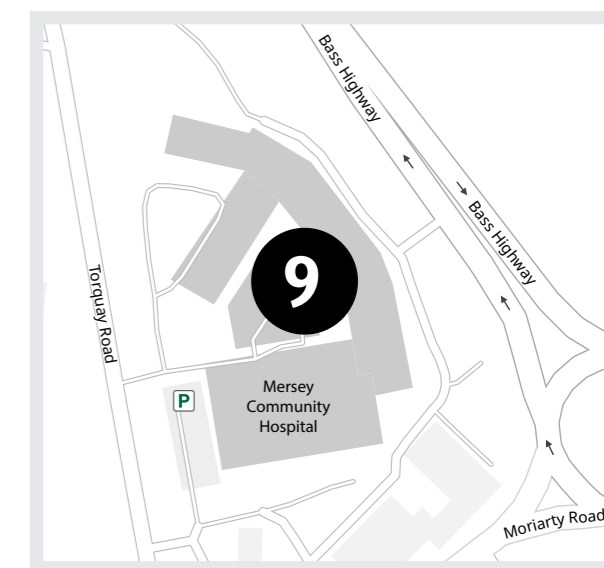 Bass Highway
Bass Highway
Torquay Road
9
P
Mersey
Community
Hospital
Moriarty Road